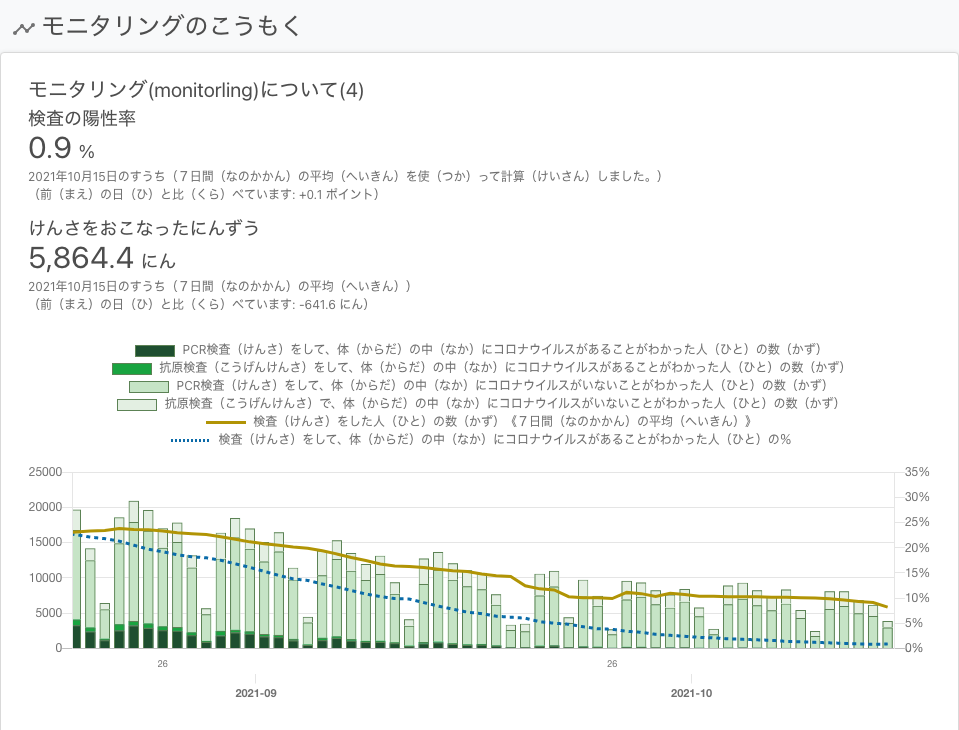 モニタリングのこうもく
モニタリング(monitorling)について(4)
検査の陽性率
0.9 %
2021年10月15日のすうち（７日間（なのかかん）の平均（へいきん）を使（つか）って計算（けいさん）しました。）
（前（まえ）の日（ひ）と比（くら）べています: +0.1 ポイント）
けんさをおこなったにんずう
5,864.4 にん
2021年10月15日のすうち（７日間（なのかかん）の平均（へいきん））
（前（まえ）の日（ひ）と比（くら）べています: -641.6 にん）
PCR検査（けんさ）をして、体（からだ）の中（なか）にコロナウイルスがあることがわかった人（ひと）の数（かず）
抗原検査（こうげんけんさ）をして、体（からだ）の中（なか）にコロナウイルスがあることがわかった人（ひと）の数（かず）
PCR検査（けんさ）をして、体（からだ）の中（なか）にコロナウイルスがいないことがわかった人（ひと）の数（かず）
抗原検査（こうげんけんさ）で、体（からだ）の中（なか）にコロナウイルスがいないことがわかった人（ひと）の数（かず）
検査（けんさ）をした人（ひと）の数（かず）《７日間（なのかかん）の平均（へいきん）》
検査（けんさ）をして、体（からだ）の中（なか）にコロナウイルスがあることがわかった人（ひと）の%
25000
20000
15000
10000
5000
0
35%
30%
25%
20%
15%
10%
5%
0%
26
26
2021-09
2021-10